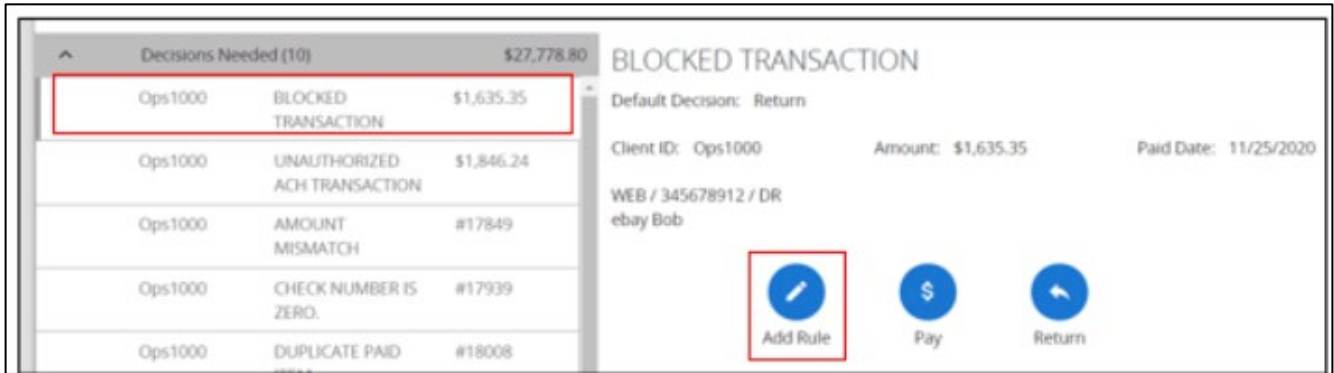 Decisions Needed (10) $27,778.80
Ops1000 BLOCKED $1,635.35
TRANSACTION
Ops1000 UNAUTHORIZED $1,846.24
ACH TRANSACTION
Ops1000 AMOUNT #17849
MISMATCH
Ops1000 CHECK NUMBER IS #17939
ZERO.
Ops1000 DUPLICATE PAID #18008
BLOCKED TRANSACTION
Default Decision: Return
Client ID: Ops1000 Amount: $1,635.35 Paid Date: 11/25/2020
WEB / 345678912 / DR
ebay Bob
Add Rule Pay Return